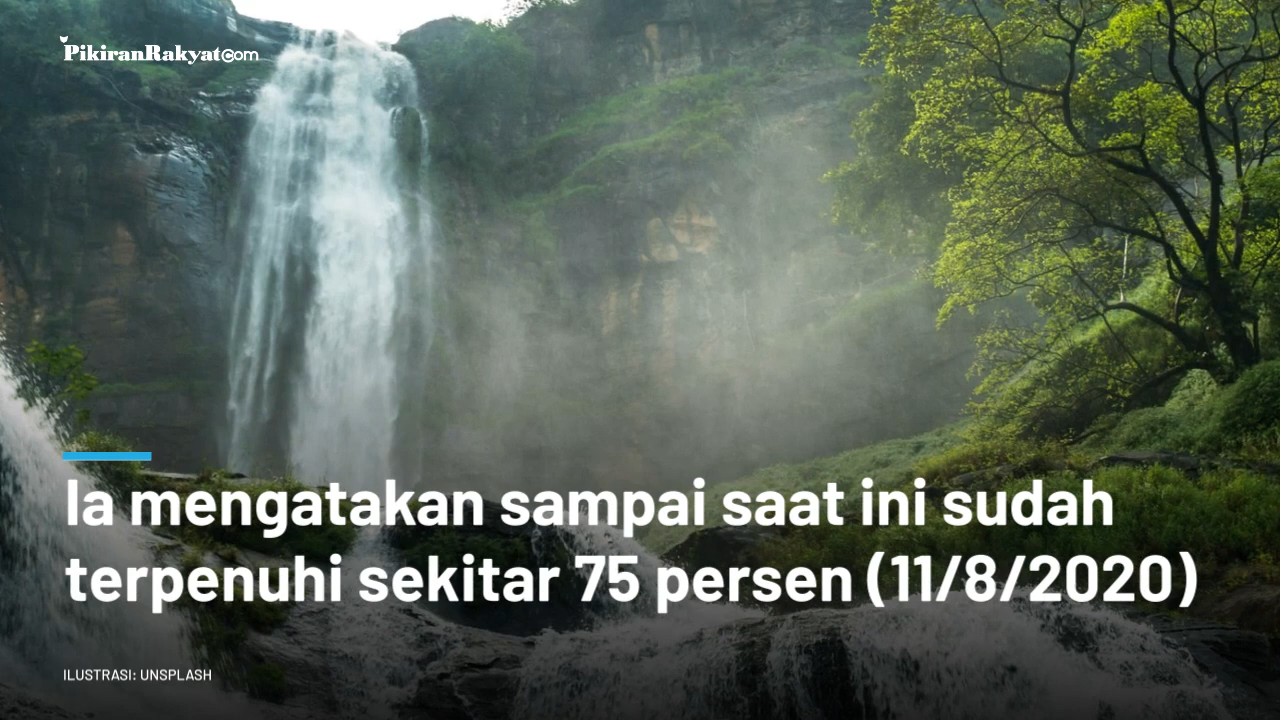 PikiranRakyat.com
Ia mengatakan sampai saat ini sudah
terpenuhi sekitar 75 persen (11/8/2020)
ILUSTRASI: UNSPLASH